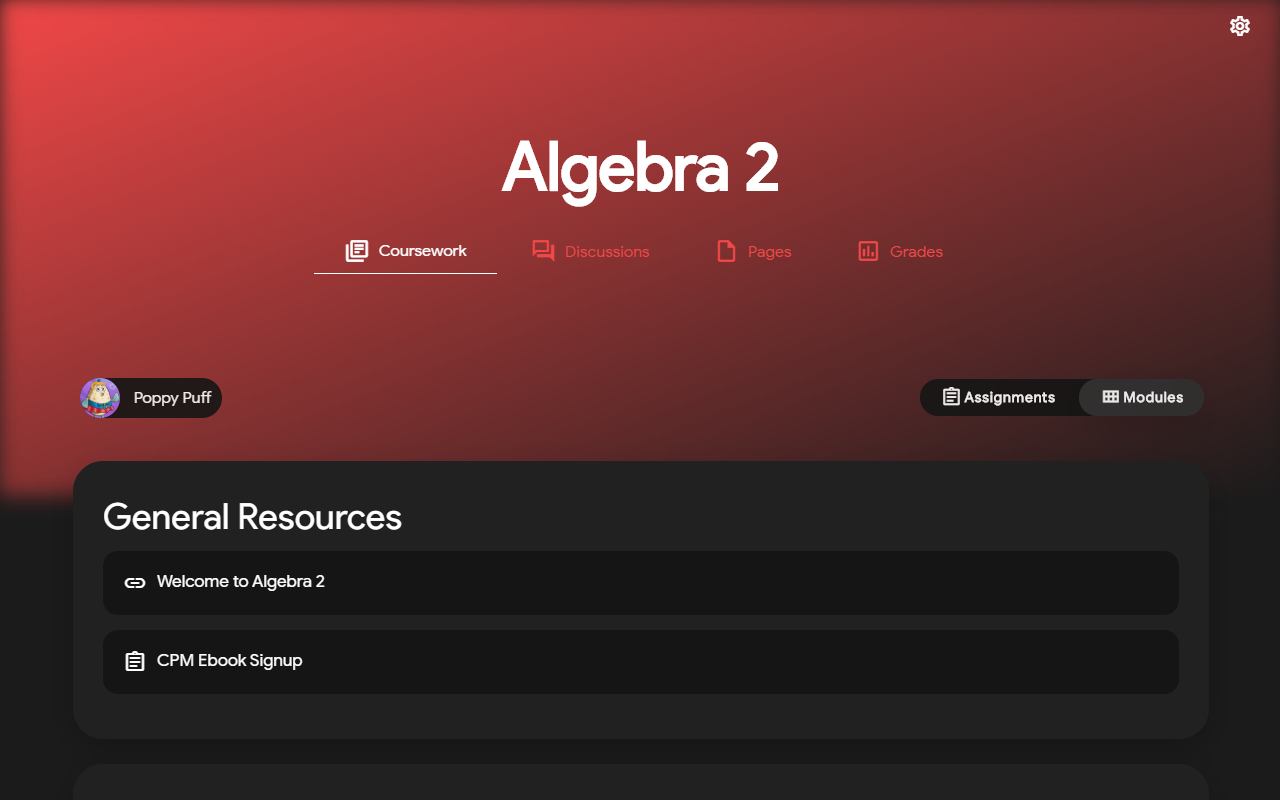 Algebra 2
Coursework Discussions Pages Grades
Poppy Puff Assignments Modules
General Resources
Welcome to Algebra 2
CPM Ebook Signup